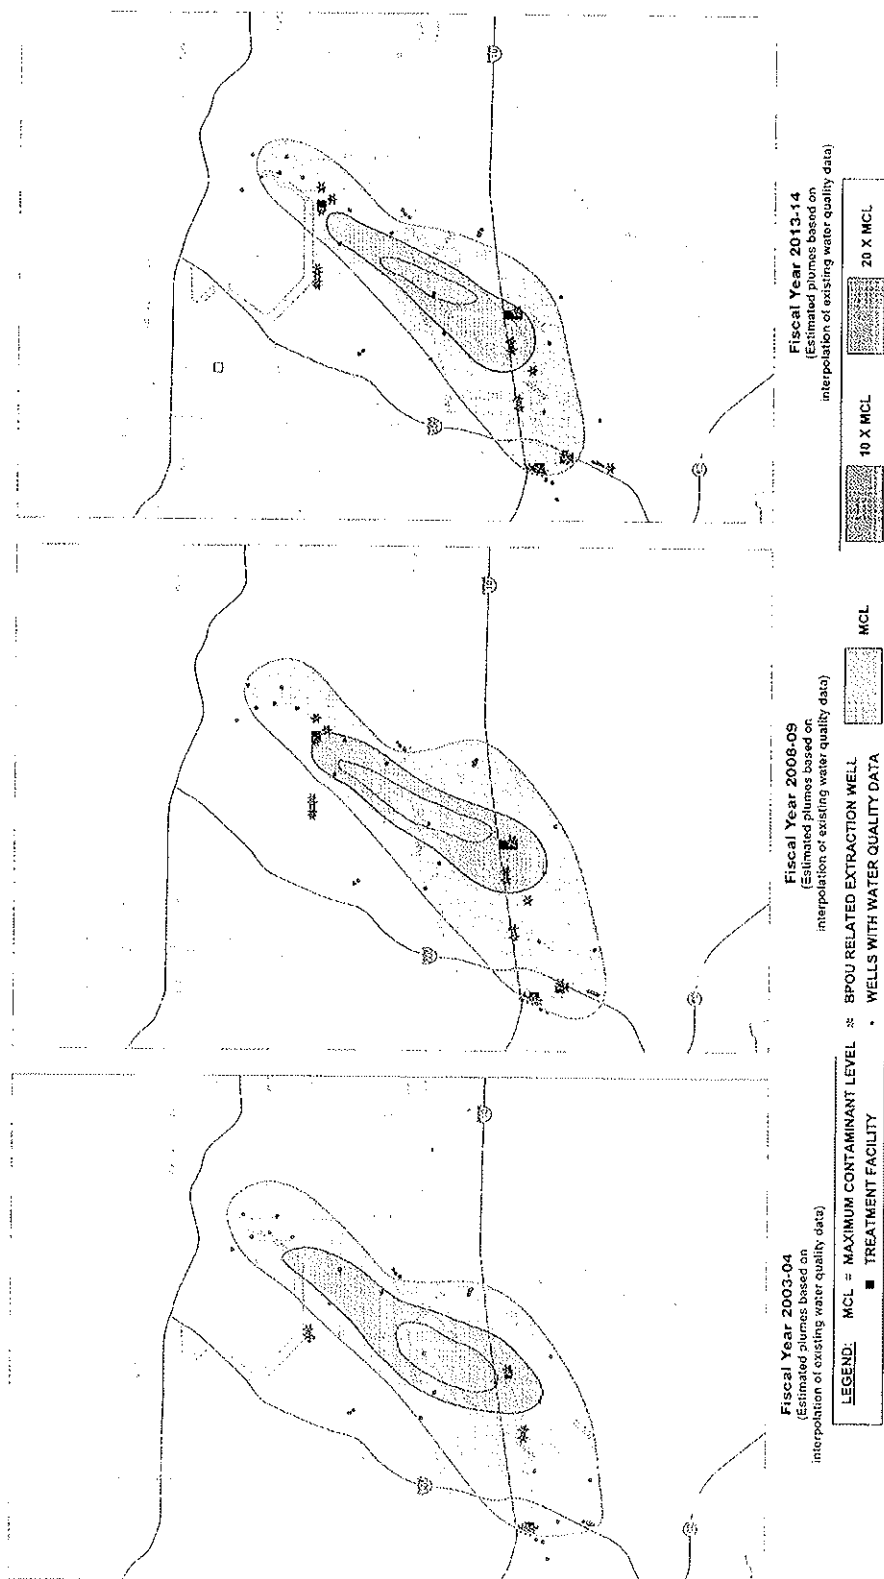 Fiscal Year 2003-04
(Estimated plumes based on
interpolation of existing water quality data)
Fiscal Year 2008-09
(Estimated plumes based on
interpolation of existing water quality data)
Fiscal Year 2013-14
(Estimated plumes based on
interpolation of existing water quality data)
LEGEND: MCL = MAXIMUM CONTAMINANT LEVEL
BPOU RELATED EXTRACTION WELL
MCL
10 X MCL
20 X MCL
TREATMENT FACILITY
WELLS WITH WATER QUALITY DATA